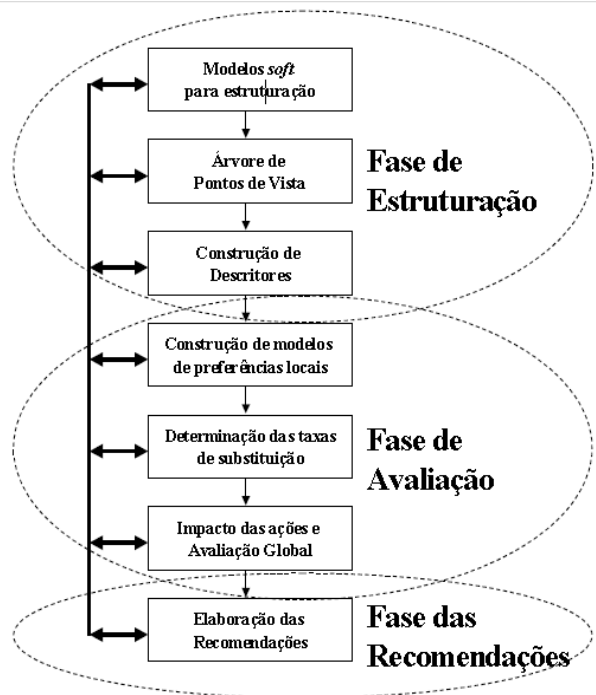 Modelos soft
para estruturação
Árvore de
Pontos de Vista
Fase de
Estruturação
Construção de
Descritores
Construção de modelos
de preferências locais
Determinação das taxas
de substituição
Fase de
Avaliação
Impacto das ações e
Avaliação Global
Elaboração das
Recomendações
Fase das
Recomendações